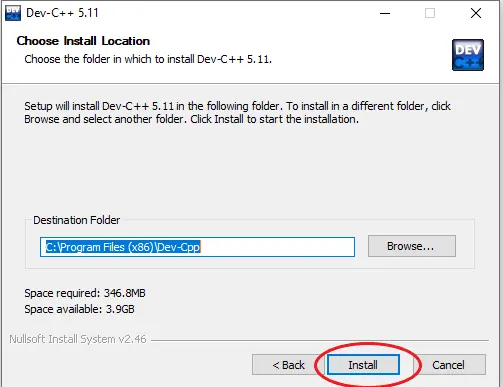 Dev-C++ 5.11
Choose Install Location
Choose the folder in which to install Dev-C++ 5.11.
DEV
C++
Setup will install Dev-C++ 5.11 in the following folder. To install in a different folder, click
Browse and select another folder. Click Install to start the installation.
Destination Folder
C:\Program Files (x86)\Dev-Cpp
Browse...
Space required: 346.8MB
Space available: 3.9GB
Nullsoft Install System v2.46
< Back
Install
Cancel